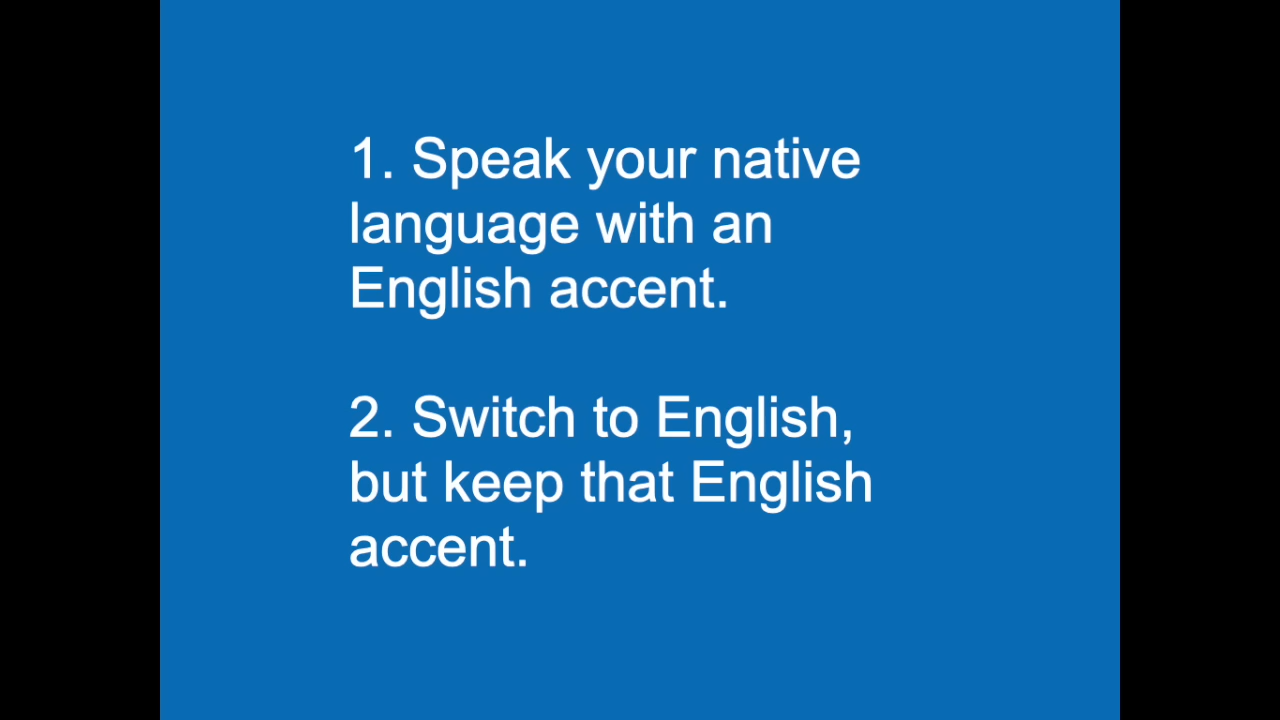 1. Speak your native
language with an
English accent.
2. Switch to English,
but keep that English
accent.